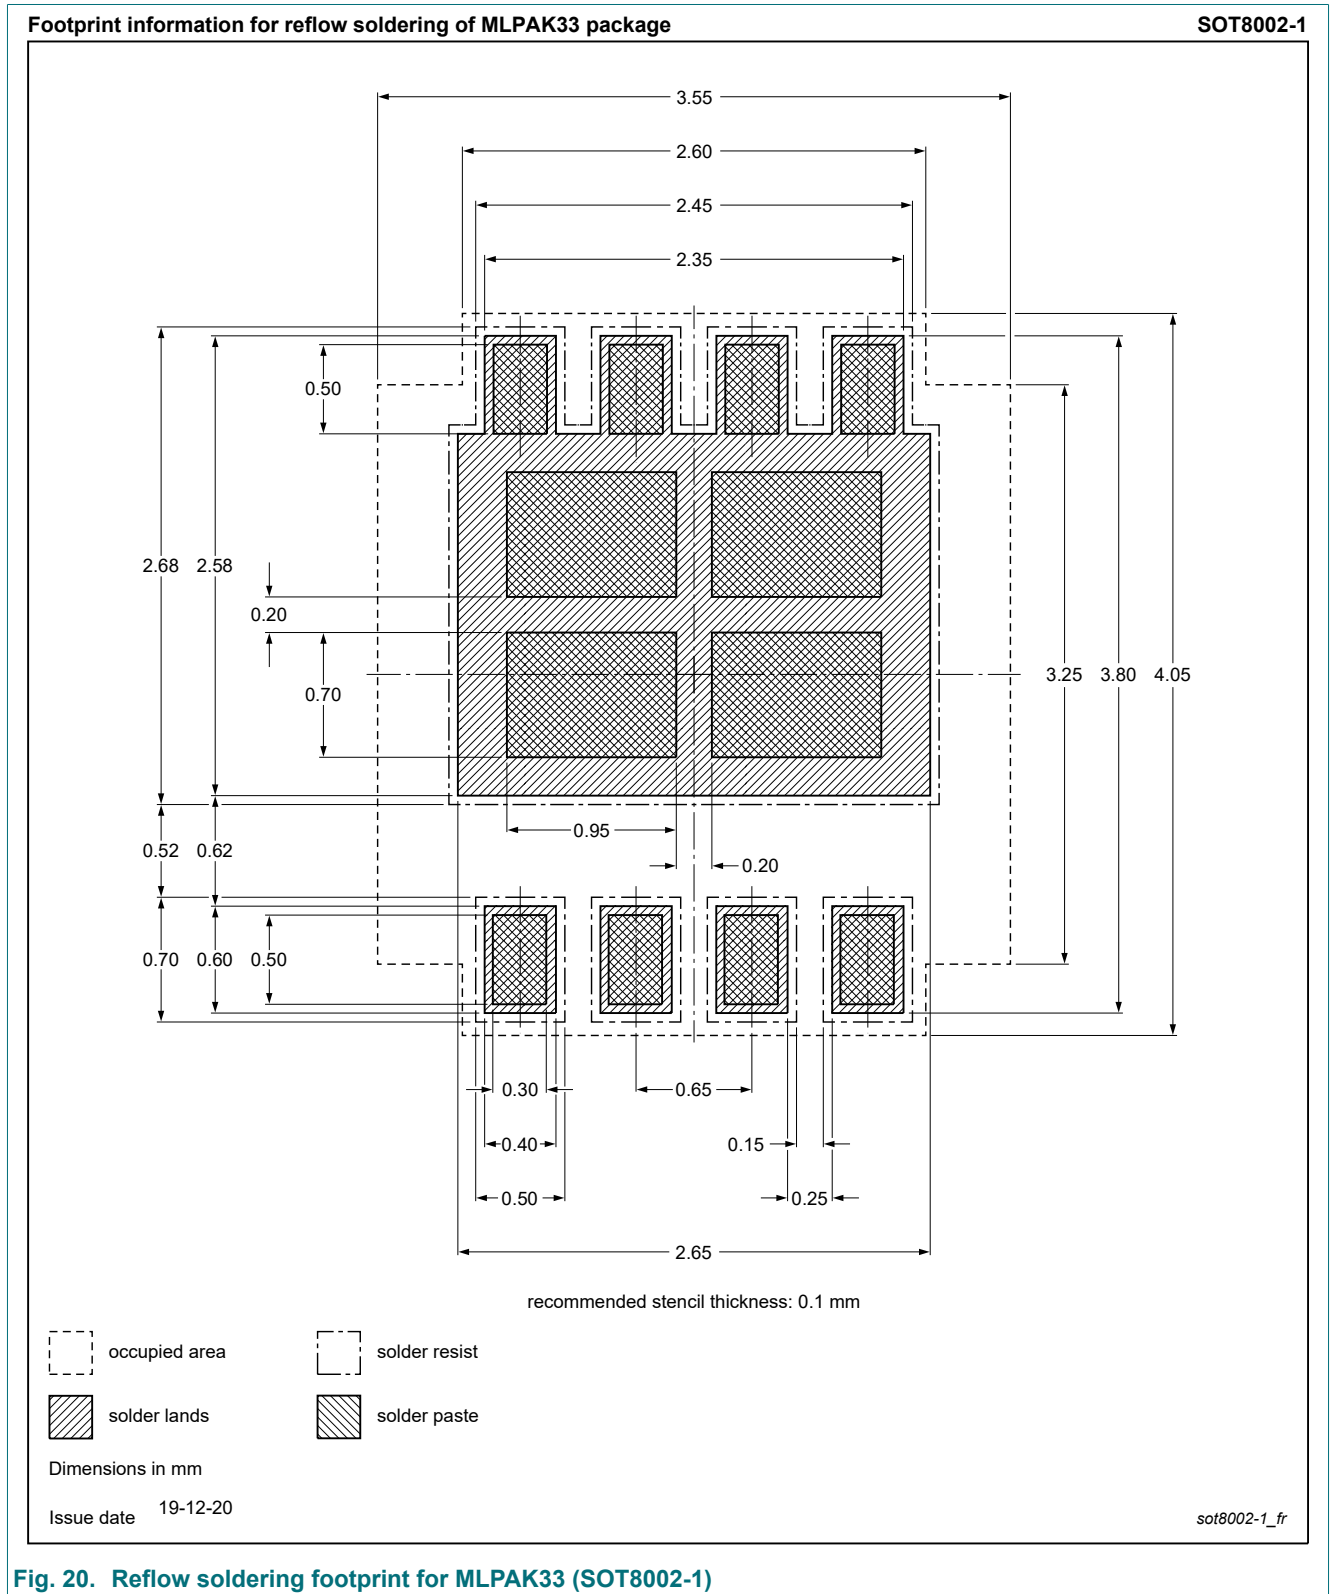 Footprint information for reflow soldering of MLPAK33 package SOT8002-1
3.55
2.60
2.45
2.35
0.50
2.68 2.58
0.20
0.70
3.25 3.80 4.05
0.95
0.52 0.62
0.20
0.70 0.60 0.50
0.30 0.65
0.40 0.15
0.50 0.25
2.65
recommended stencil thickness: 0.1 mm
occupied area solder resist
solder lands solder paste
Dimensions in mm
Issue date 19-12-20
sot8002-1_fr
Fig. 20. Reflow soldering footprint for MLPAK33 (SOT8002-1)